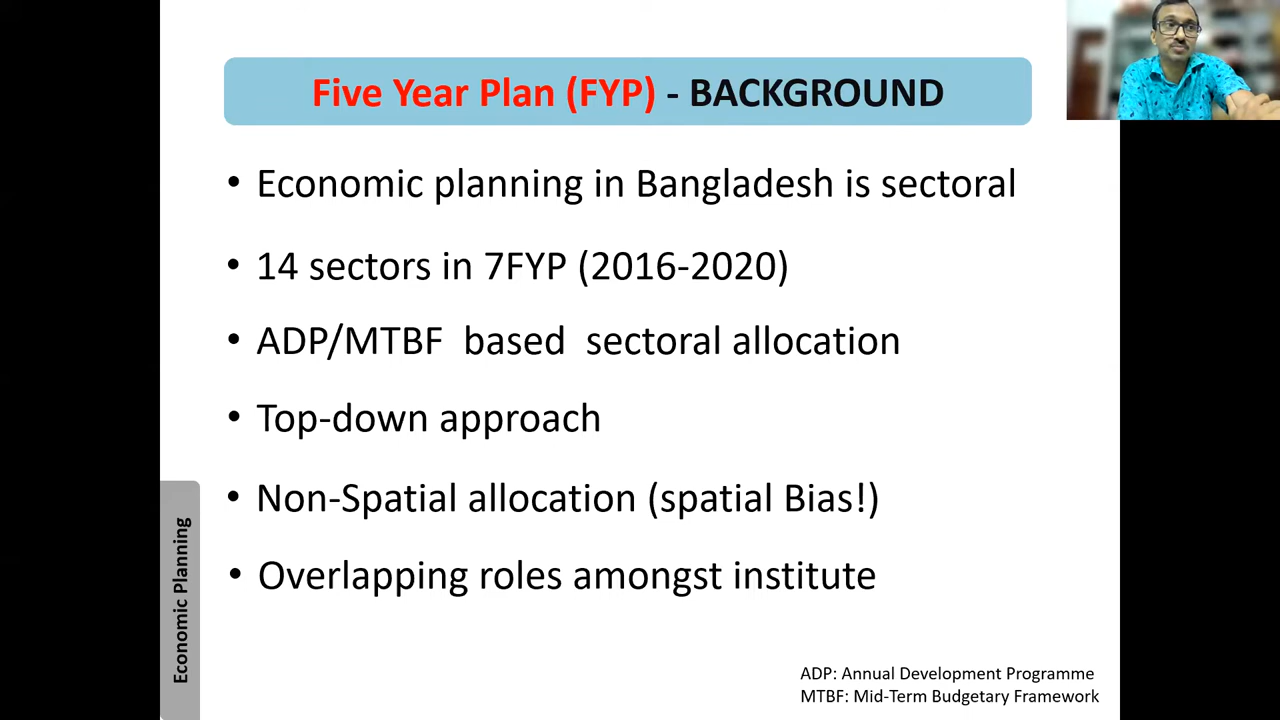 Five Year Plan (FYP) - BACKGROUND
• Economic planning in Bangladesh is sectoral
• 14 sectors in 7FYP (2016-2020)
• ADP/MTBF based sectoral allocation
• Top-down approach
• Non-Spatial allocation (spatial Bias!)
• Overlapping roles amongst institute
Economic Planning
ADP: Annual Development Programme
MTBF: Mid-Term Budgetary Framework